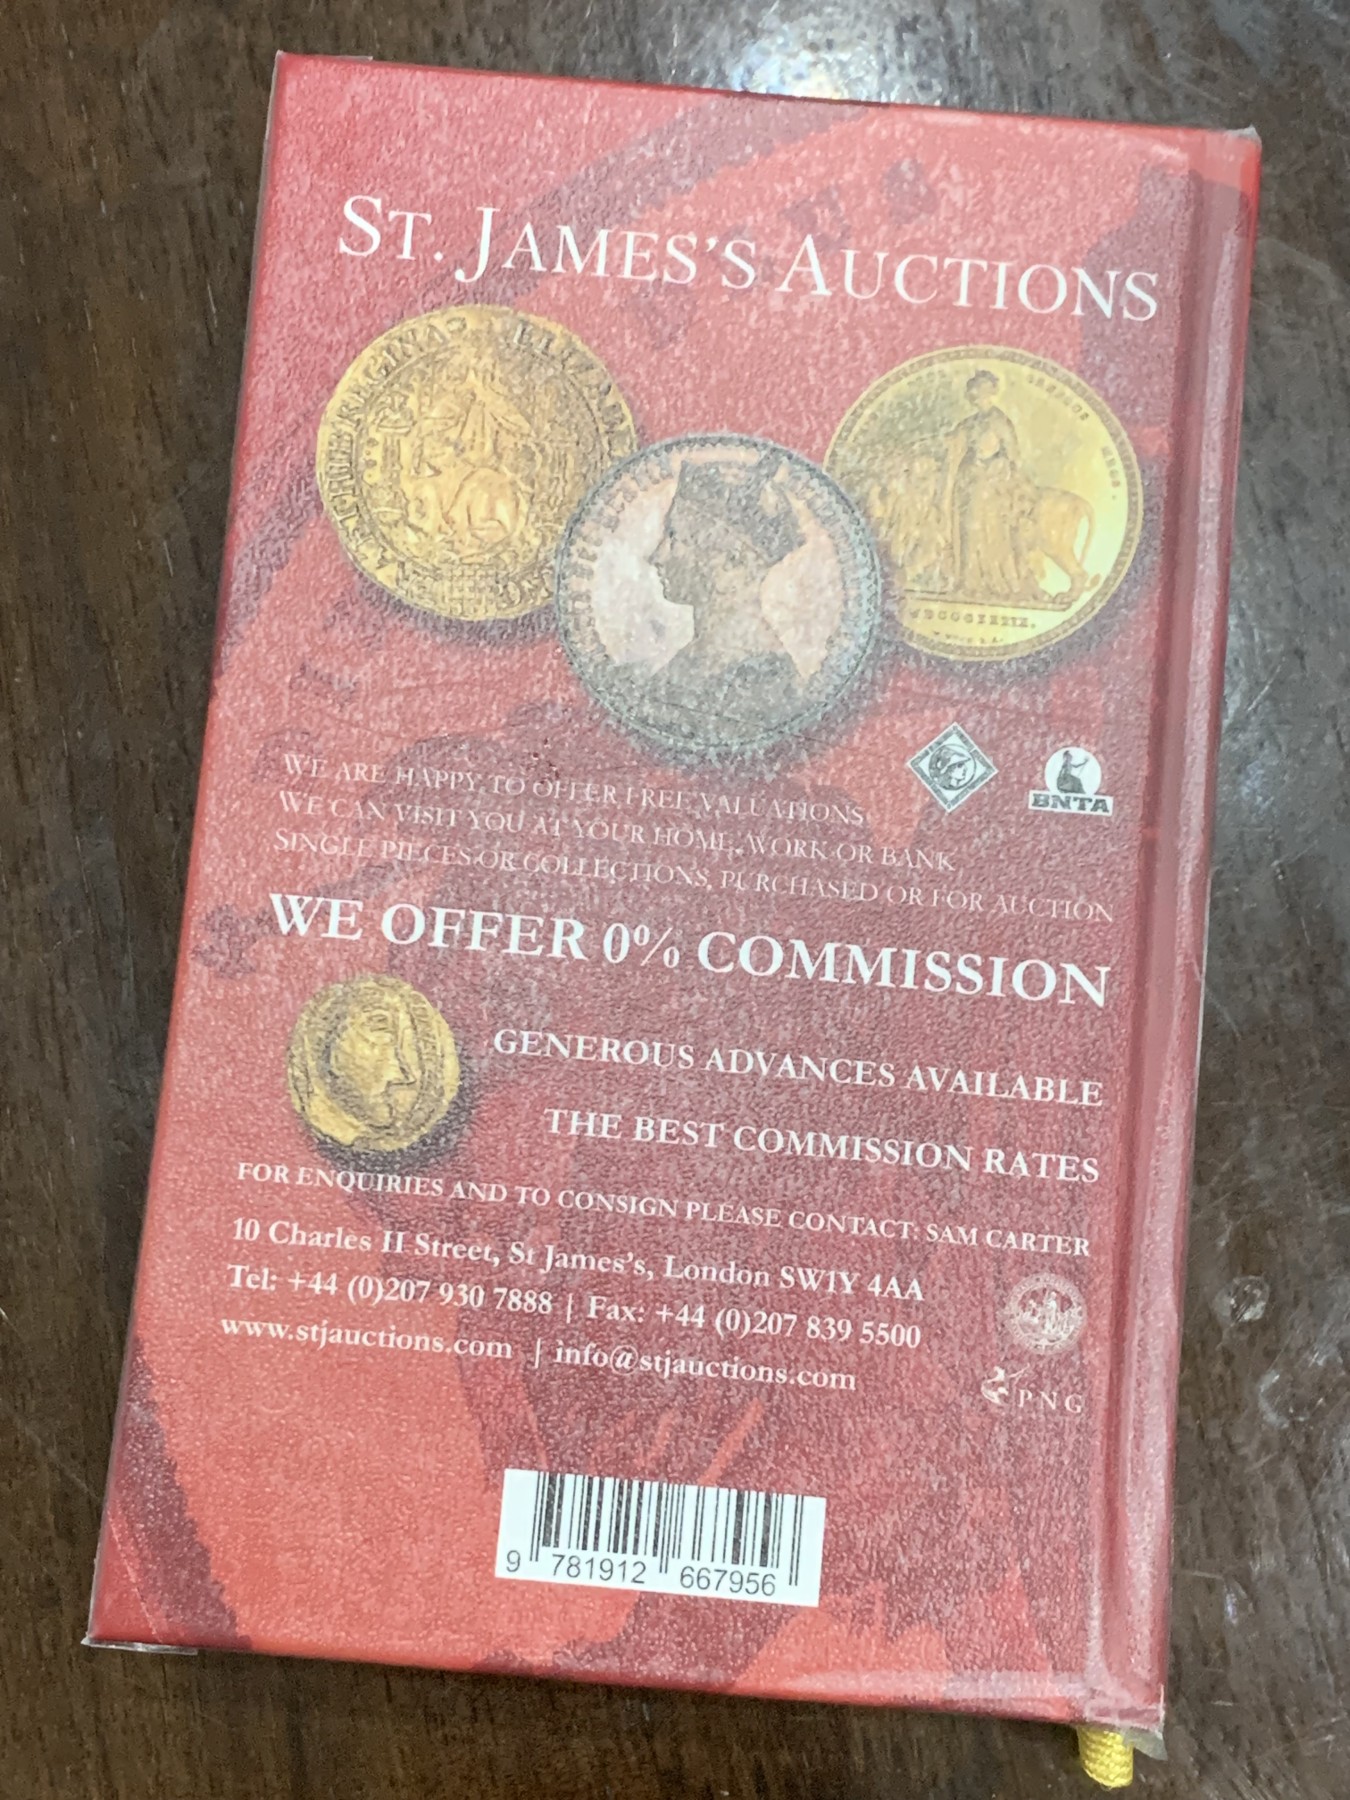 ST. JAMES'S AUCTIONS
BNTA
WE ARE HAPPY TO OFFER FREE VALUATIONS
WE CAN VISIT YOU AT YOUR HOME, WORK OR BANK
SINGLE PIECES OR COLLECTIONS, PURCHASED OR FOR AUCTION
WE OFFER 0% COMMISSION
GENEROUS ADVANCES AVAILABLE
THE BEST COMMISSION RATES
FOR ENQUIRIES AND TO CONSIGN PLEASE CONTACT: SAM CARTER
10 Charles II Street, St James's, London SW1Y 4AA
Tel: +44 (0)207 930 7888 | Fax: +44 (0)207 839 5500
www.stjauctions.com | info@stjauctions.com
PNG
9 781912 667956